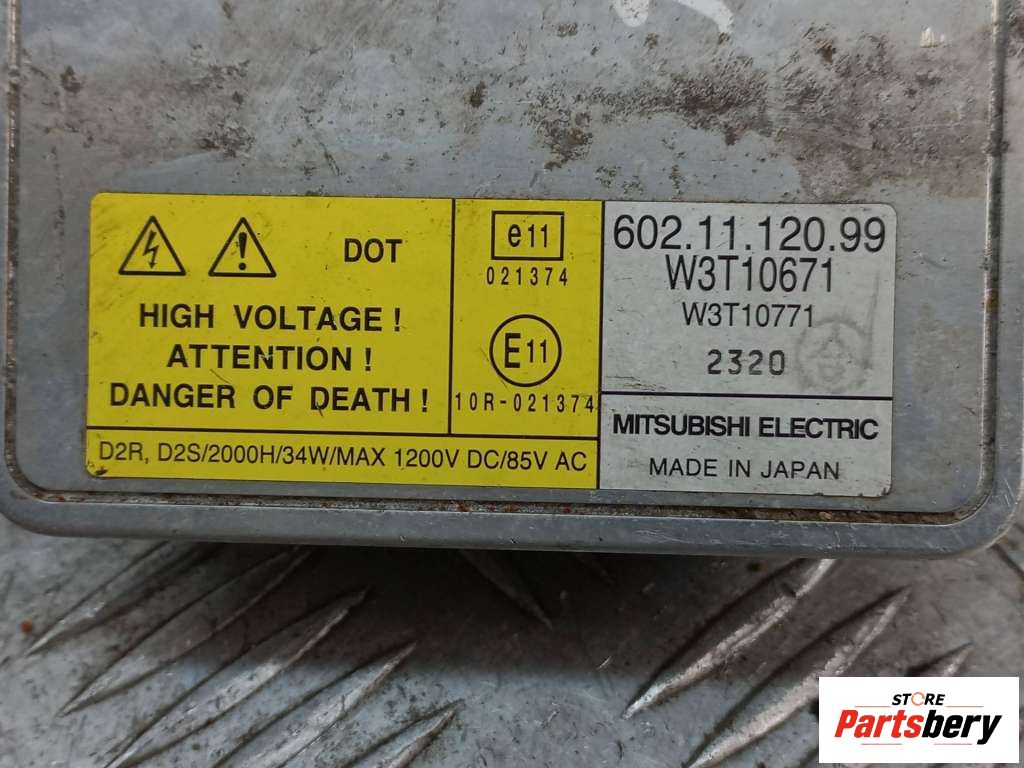 DOT
HIGH VOLTAGE !
ATTENTION !
DANGER OF DEATH !
e11
021374
E11
10R-021374
D2R, D2S/2000H/34W/MAX 1200V DC/85V AC
602.11.120.99
W3T10671
W3T10771
2320
MITSUBISHI ELECTRIC
MADE IN JAPAN
STORE
Partsbery